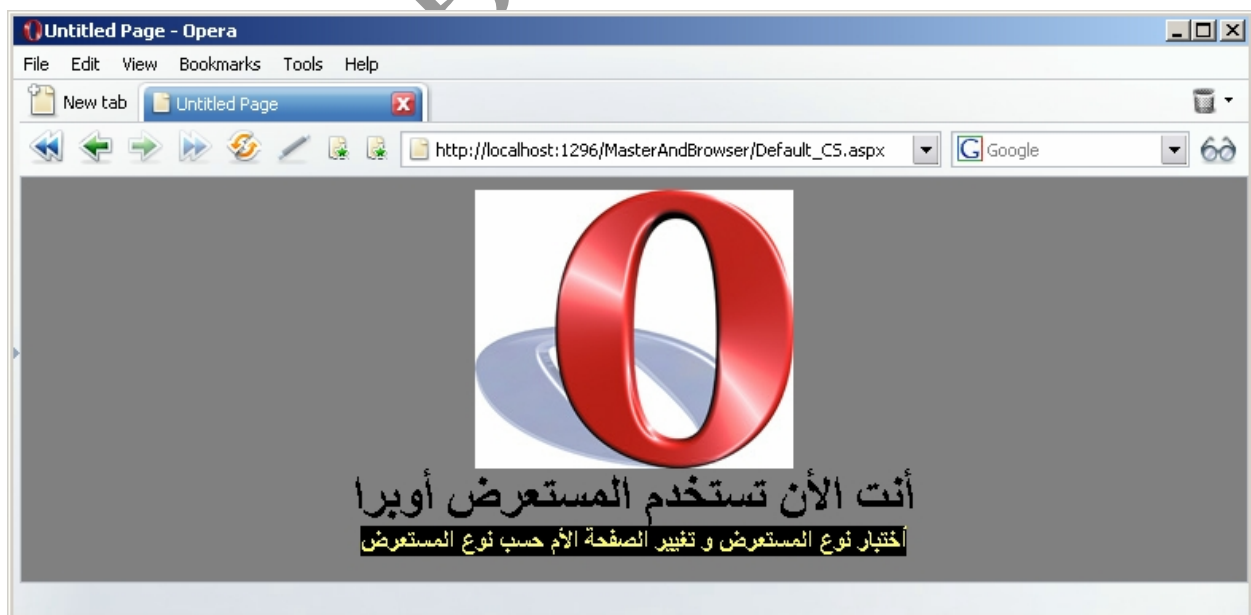 Untitled Page - Opera
File Edit View Bookmarks Tools Help
New tab Untitled Page
http://localhost:1296/MasterAndBrowser/Default_CS.aspx G Google
أنت الأن تستخدم المستعرض أوبرا
أختبار نوع المستعرض و تغيير الصفحة الأم حسب نوع المستعرض